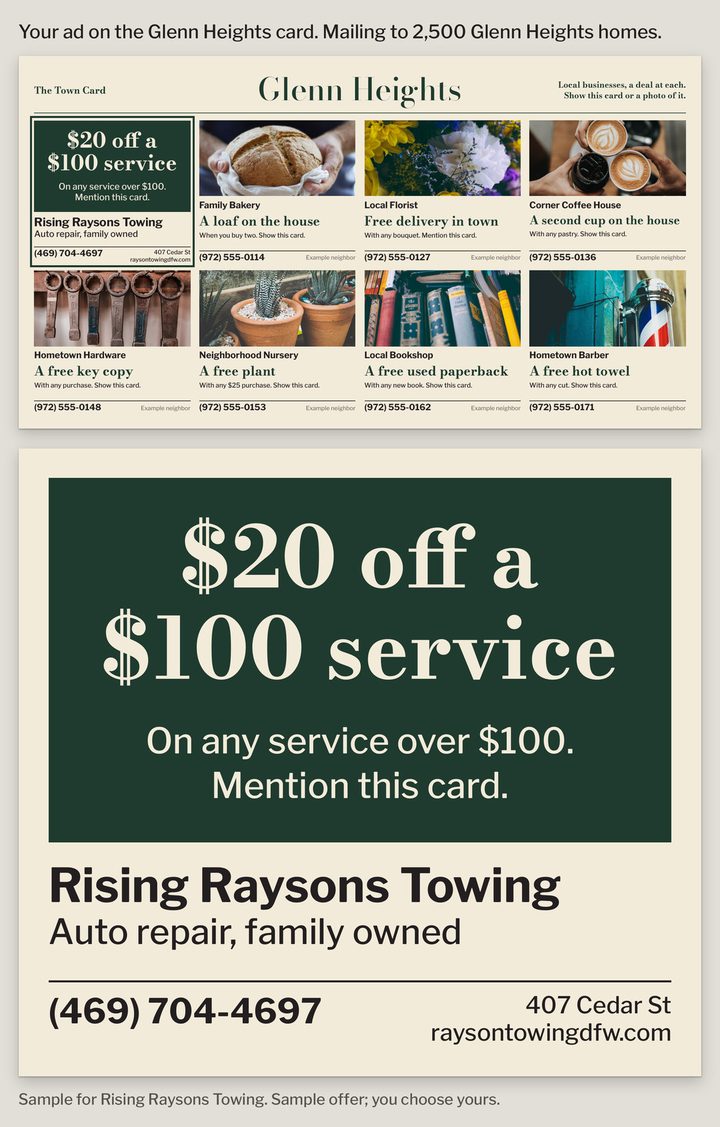 Your ad on the Glenn Heights card. Mailing to 2,500 Glenn Heights homes.
The Town Card
Glenn Heights
Local businesses, a deal at each.
Show this card or a photo of it.
$20 off a
$100 service
On any service over $100.
Mention this card.
Rising Raysons Towing
Auto repair, family owned
(469) 704-4697
407 Cedar St
raysontowingdfw.com
Family Bakery
A loaf on the house
When you buy two. Show this card.
(972) 555-0114
Example neighbor
Local Florist
Free delivery in town
With any bouquet. Mention this card.
(972) 555-0127
Example neighbor
Corner Coffee House
A second cup on the house
With any pastry. Show this card.
(972) 555-0136
Example neighbor
Hometown Hardware
A free key copy
With any purchase. Show this card.
(972) 555-0148
Example neighbor
Neighborhood Nursery
A free plant
With any $25 purchase. Show this card.
(972) 555-0153
Example neighbor
Local Bookshop
A free used paperback
With any new book. Show this card.
(972) 555-0162
Example neighbor
Hometown Barber
A free hot towel
With any cut. Show this card.
(972) 555-0171
Example neighbor
$20 off a
$100 service
On any service over $100.
Mention this card.
Rising Raysons Towing
Auto repair, family owned
(469) 704-4697
407 Cedar St
raysontowingdfw.com
Sample for Rising Raysons Towing. Sample offer; you choose yours.